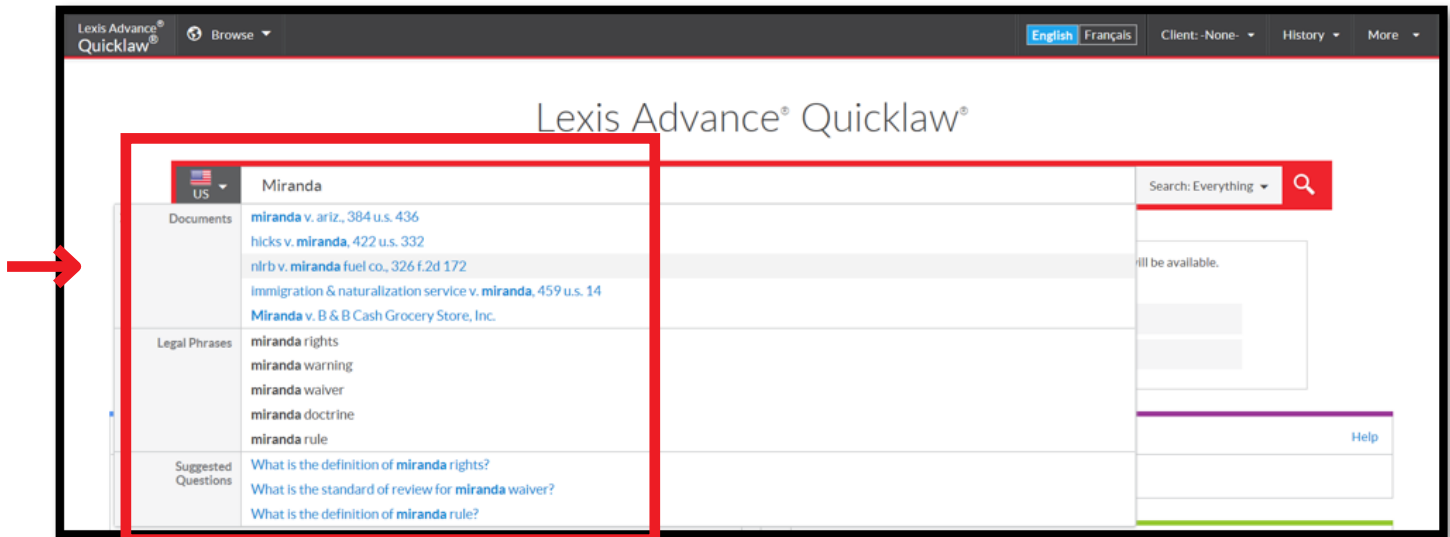 Lexis Advance®
Quicklaw®
Browse
English Français
Client: -None-
History
More
Lexis Advance® Quicklaw®
US
Miranda
Search: Everything
Documents
miranda v. ariz., 384 u.s. 436
hicks v. miranda, 422 u.s. 332
nlrb v. miranda fuel co., 326 f.2d 172
immigration & naturalization service v. miranda, 459 u.s. 14
Miranda v. B & B Cash Grocery Store, Inc.
ill be available.
Legal Phrases
miranda rights
miranda warning
miranda waiver
miranda doctrine
miranda rule
Help
Suggested
Questions
What is the definition of miranda rights?
What is the standard of review for miranda waiver?
What is the definition of miranda rule?